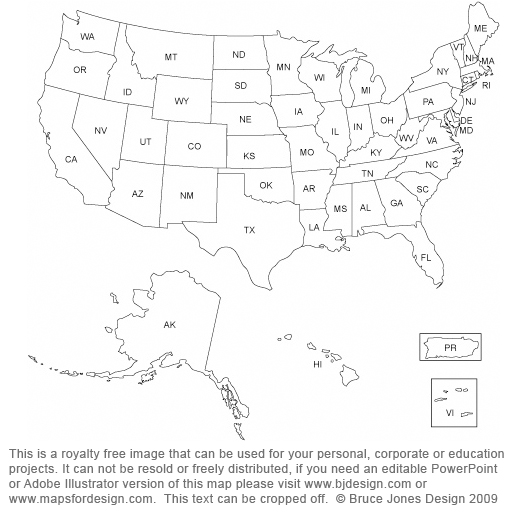 WA
ME
MT
ND
VT
MN
NH
MA
OR
WI
NY
CT
RI
SD
MI
ID
WY
PA
NJ
IA
NE
OH
DE
NV
IL
IN
MD
UT
CO
WV
VA
CA
KS
MO
KY
NC
TN
AZ
OK
AR
SC
NM
MS
AL
GA
TX
LA
FL
AK
PR
HI
VI
This is a royalty free image that can be used for your personal, corporate or education
projects. It can not be resold or freely distributed, if you need an editable PowerPoint
or Adobe Illustrator version of this map please visit www.bjdesign.com or
www.mapsfordesign.com. This text can be cropped off. © Bruce Jones Design 2009